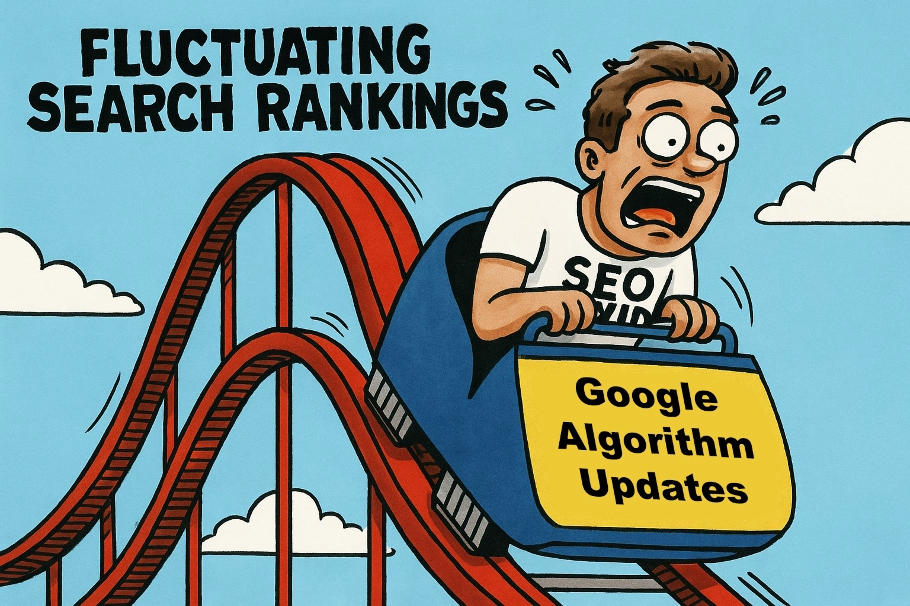 FLUCTUATING
SEARCH RANKINGS
SEO
Google
Algorithm
Updates